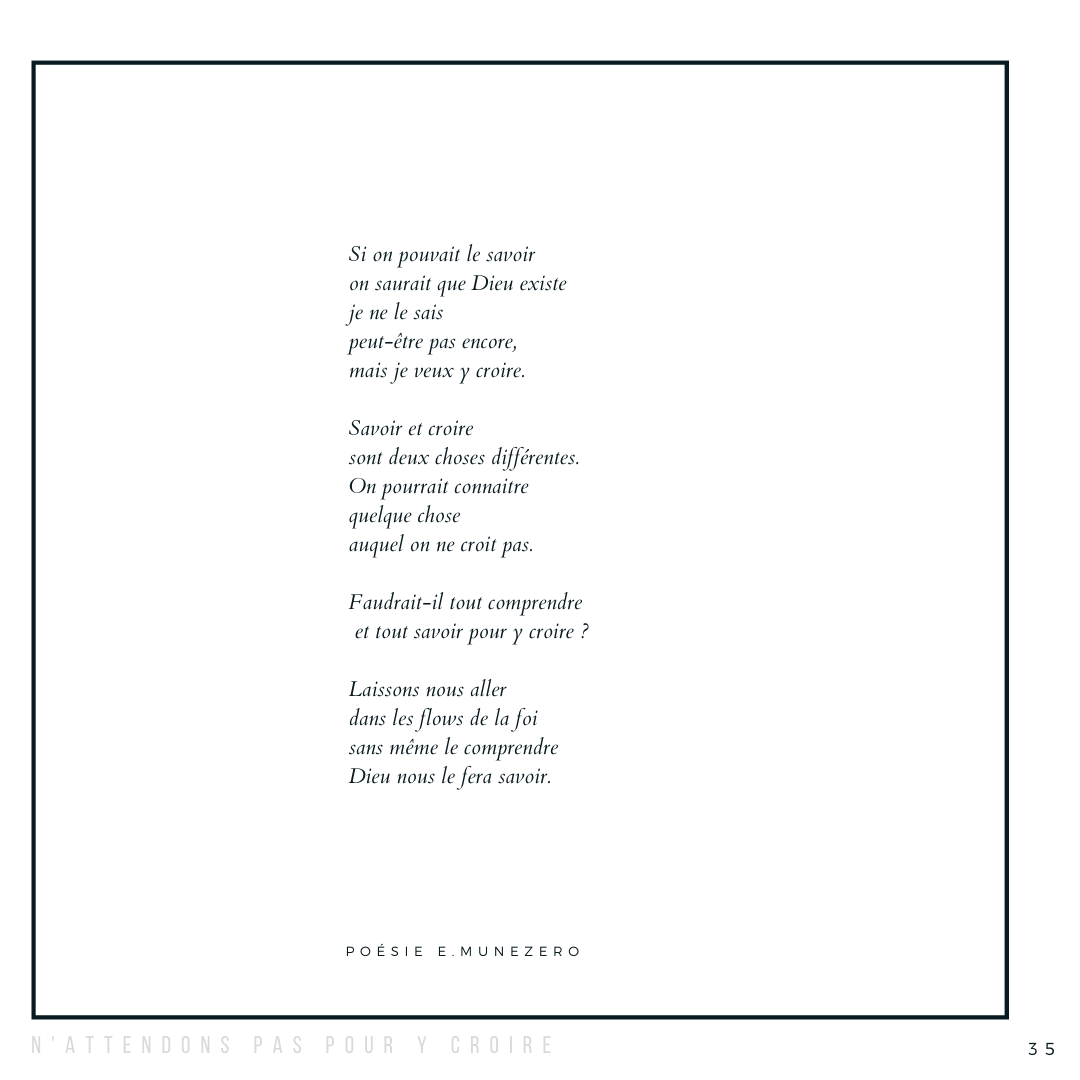 Si on pouvait le savoir
on saurait que Dieu existe
je ne le sais
peut-être pas encore,
mais je veux y croire.
Savoir et croire
sont deux choses différentes.
On pourrait connaitre
quelque chose
auquel on ne croit pas.
Faudrait-il tout comprendre
et tout savoir pour y croire ?
Laissons nous aller
dans les flows de la foi
sans même le comprendre
Dieu nous le fera savoir.
POÉSIE E.MUNEZERO
N'ATTENDONS PAS POUR Y CROIRE
35